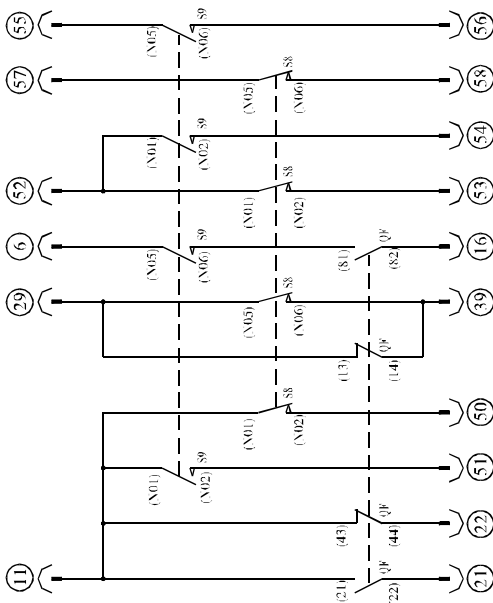 11 29 6 52 57 55
(N01) (N05) (N01) (N05)
(N02) S9 (N06) S9 (N02) S9 (N06) S9
(N01) (N05) (N01) (N05)
(N02) S8 (N06) S8 (N02) S8 (N06) S8
(21) (43) (13) (81)
(22) QF (44) QF (14) QF (82) QF
21 22 51 50 39 16 53 54 58 56